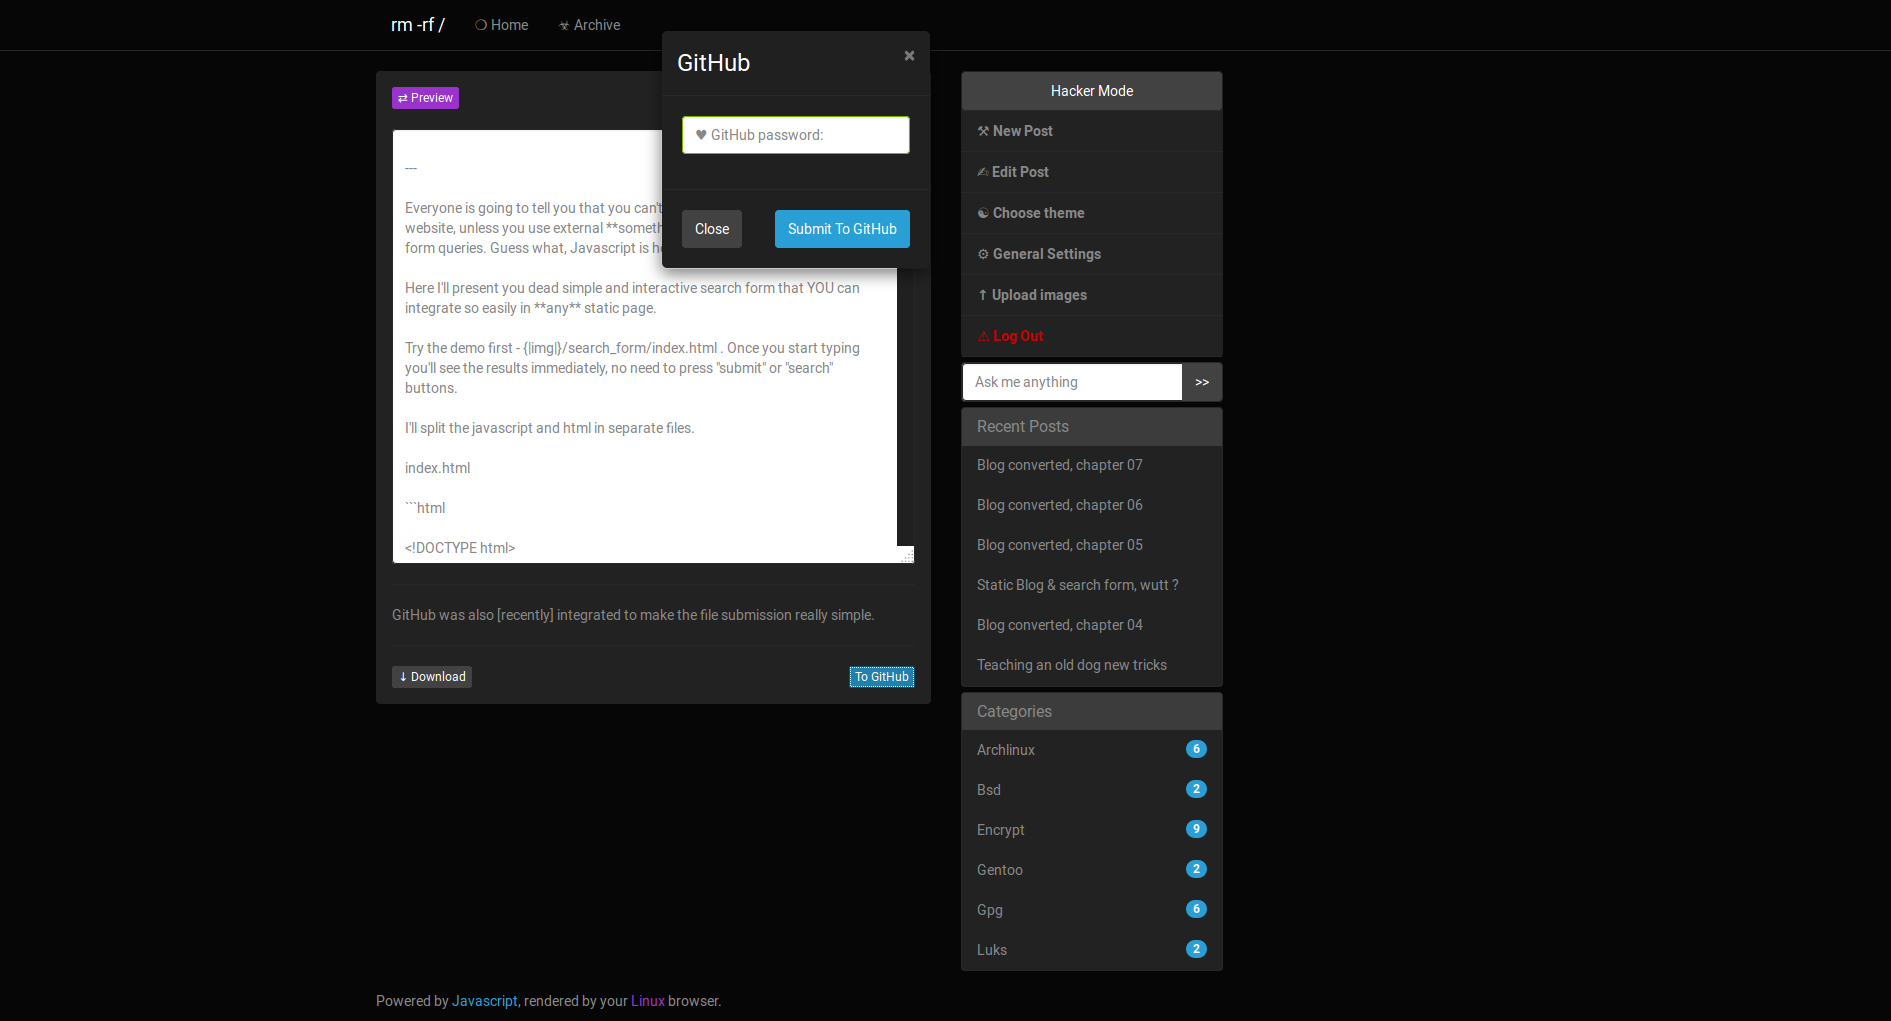 rm -rf /
❍ Home
☣ Archive
GitHub
×
♥ GitHub password:
Close
Submit To GitHub
⇄ Preview
---
Everyone is going to tell you that you can't
website, unless you use external **someth
form queries. Guess what, Javascript is he
Here I'll present you dead simple and interactive search form that YOU can
integrate so easily in **any** static page.
Try the demo first - {|img|}/search_form/index.html . Once you start typing
you'll see the results immediately, no need to press "submit" or "search"
buttons.
I'll split the javascript and html in separate files.
index.html
```html
<!DOCTYPE html>
GitHub was also [recently] integrated to make the file submission really simple.
↓ Download
To GitHub
Hacker Mode
⚒ New Post
✍ Edit Post
☯ Choose theme
⚙ General Settings
↑ Upload images
⚠ Log Out
Ask me anything
>>
Recent Posts
Blog converted, chapter 07
Blog converted, chapter 06
Blog converted, chapter 05
Static Blog & search form, wutt ?
Blog converted, chapter 04
Teaching an old dog new tricks
Categories
Archlinux 6
Bsd 2
Encrypt 9
Gentoo 2
Gpg 6
Luks 2
Powered by Javascript, rendered by your Linux browser.